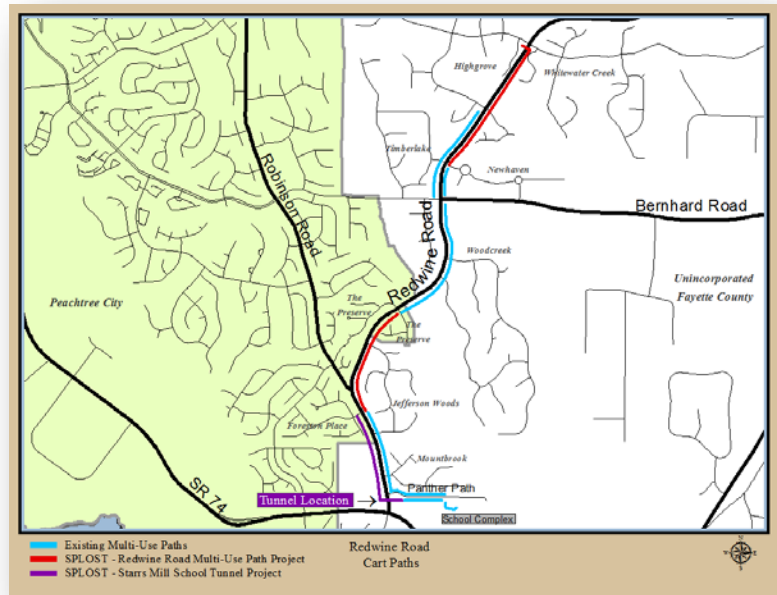 Highgrove
Whitewater Creek
Timberlake
Newhaven
Robinson Road
Redwine Road
Bernhard Road
Woodcreek
Unincorporated
Fayette County
Peachtree City
The
Preserve
The
Preserve
Jefferson Woods
Foreston Place
Mountbrook
SR 74
Panther Path
Tunnel Location
School Complex
Existing Multi-Use Paths
SPLOST - Redwine Road Multi-Use Path Project
SPLOST - Starrs Mill School Tunnel Project
Redwine Road
Cart Paths